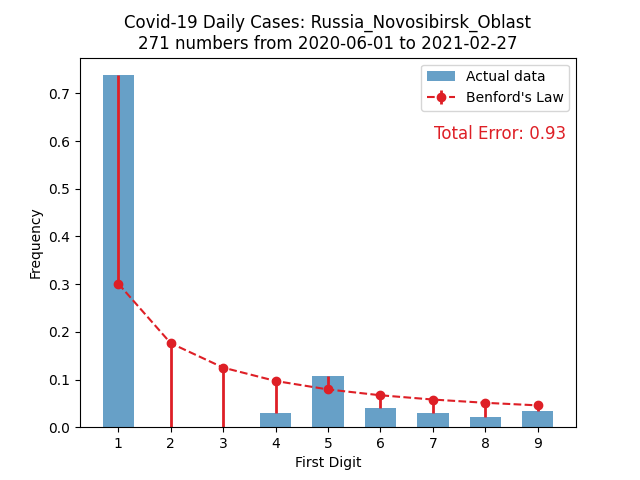 Covid-19 Daily Cases: Russia_Novosibirsk_Oblast
271 numbers from 2020-06-01 to 2021-02-27
Actual data
Benford's Law
Total Error: 0.93
Frequency
0.7
0.6
0.5
0.4
0.3
0.2
0.1
0.0
1 2 3 4 5 6 7 8 9
First Digit